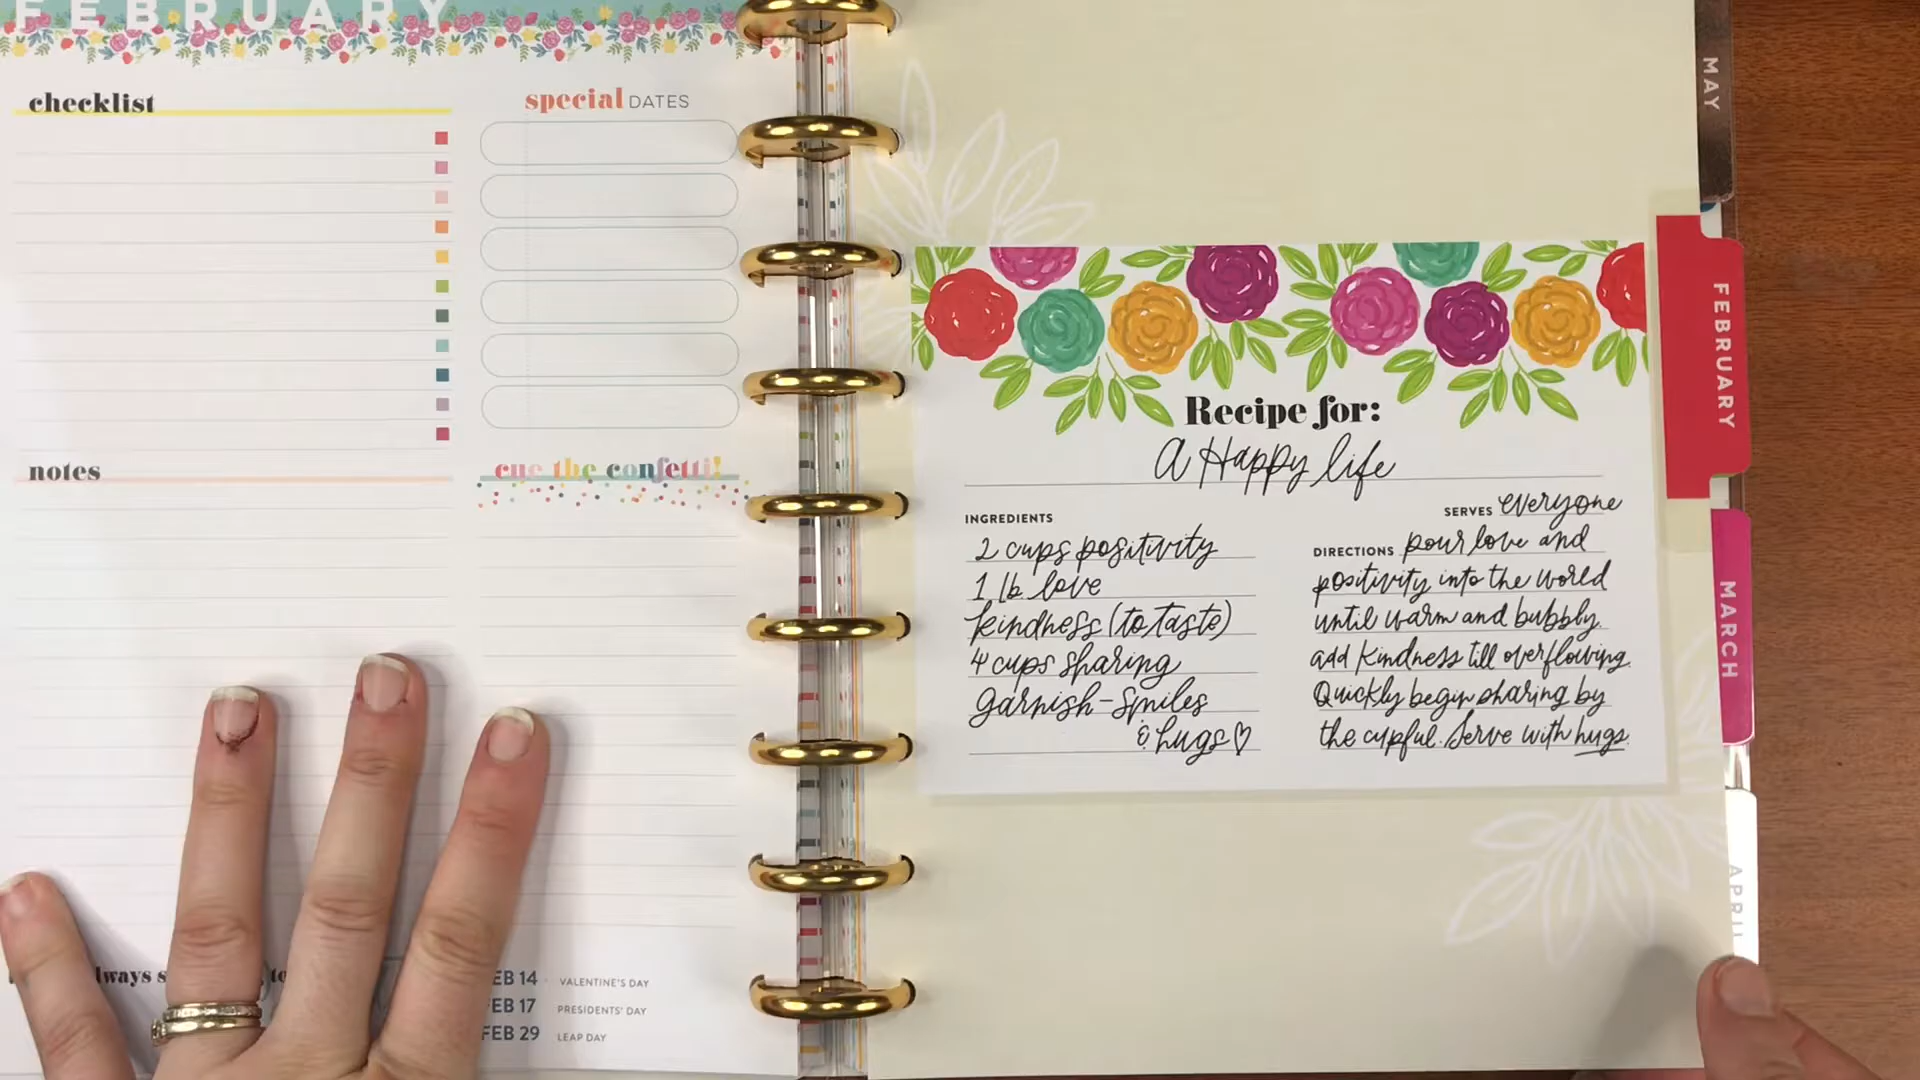 FEBRUARY
checklist
special DATES
notes
cue the confetti!
FEB 14 VALENTINE'S DAY
FEB 17 PRESIDENTS' DAY
FEB 29 LEAP DAY
Recipe for:
A Happy life
SERVES everyone
INGREDIENTS
2 cups positivity
1 lb love
kindness (to taste)
4 cups sharing
garnish - smiles
& hugs♡
DIRECTIONS pour love and
positivity into the world
until warm and bubbly.
add kindness till overflowing.
Quickly begin sharing by
the cupful. Serve with hugs.
MAY
FEBRUARY
MARCH
APRIL